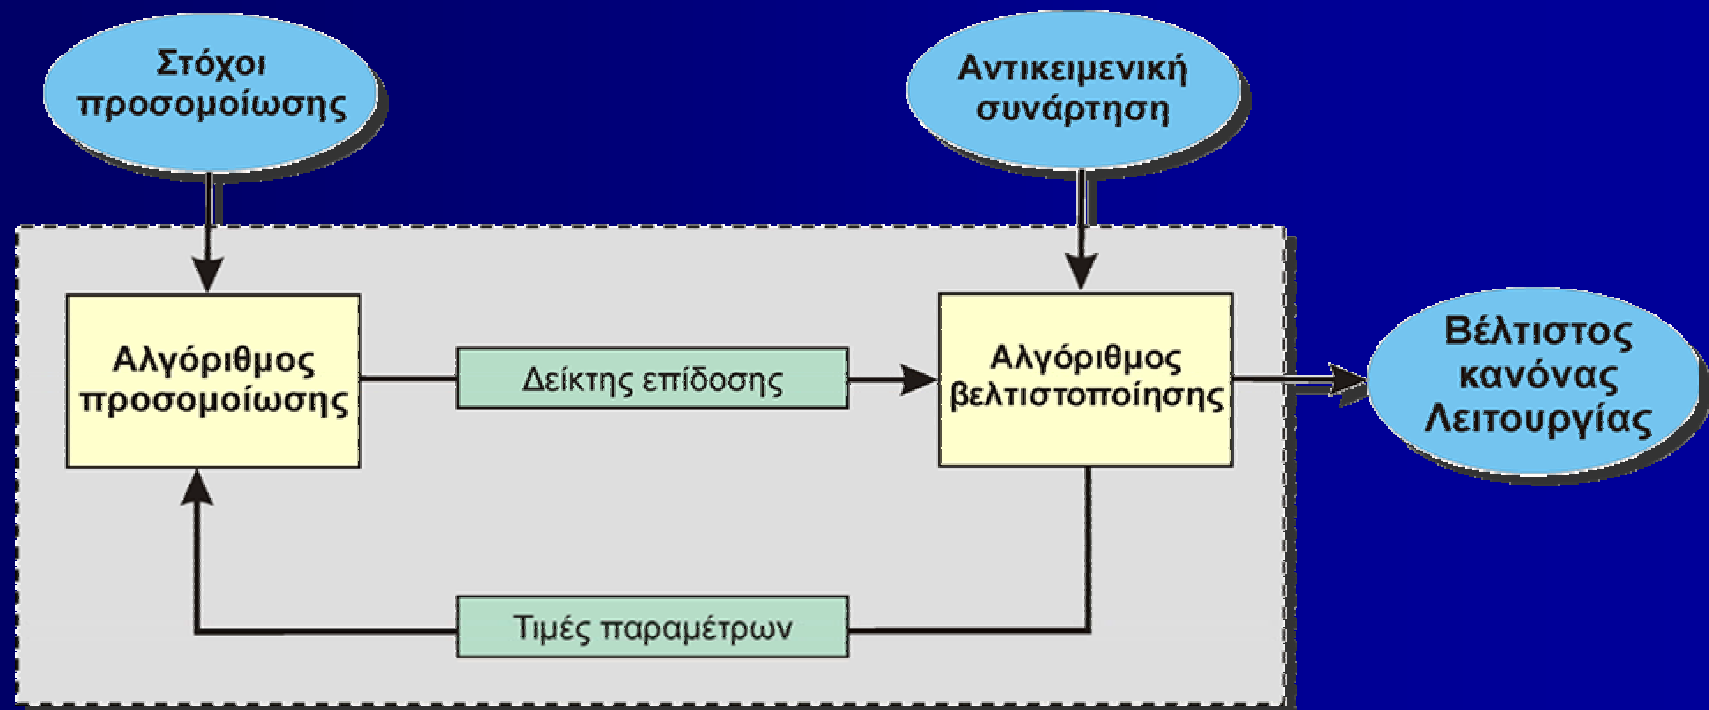 Στόχοι
προσομοίωσης
Αντικειμενική
συνάρτηση
Αλγόριθμος
προσομοίωσης
Δείκτης επίδοσης
Αλγόριθμος
βελτιστοποίησης
Βέλτιστος
κανόνας
Λειτουργίας
Τιμές παραμέτρων